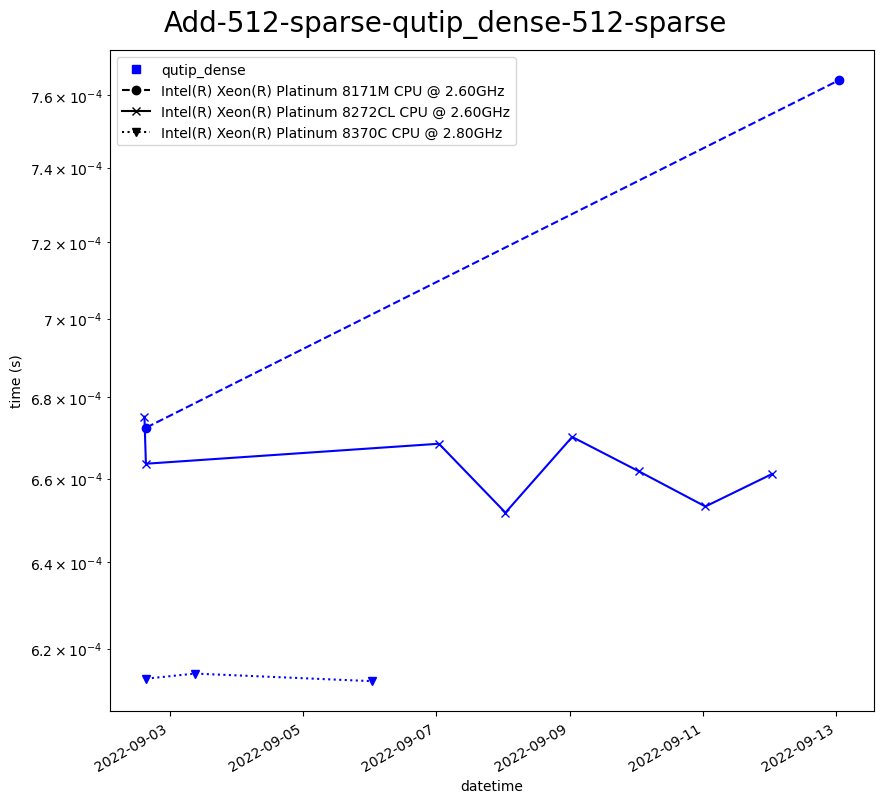 Add-512-sparse-qutip_dense-512-sparse
qutip_dense
Intel(R) Xeon(R) Platinum 8171M CPU @ 2.60GHz
Intel(R) Xeon(R) Platinum 8272CL CPU @ 2.60GHz
Intel(R) Xeon(R) Platinum 8370C CPU @ 2.80GHz
7.6 × 10⁻⁴
7.4 × 10⁻⁴
7.2 × 10⁻⁴
7 × 10⁻⁴
6.8 × 10⁻⁴
6.6 × 10⁻⁴
6.4 × 10⁻⁴
6.2 × 10⁻⁴
time (s)
2022-09-03
2022-09-05
2022-09-07
2022-09-09
2022-09-11
2022-09-13
datetime